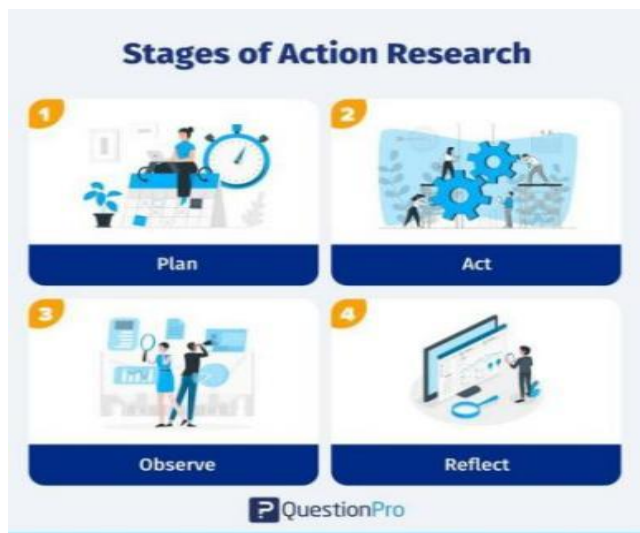 Stages of Action Research
1
2
Plan
Act
3
4
Observe
Reflect
QuestionPro